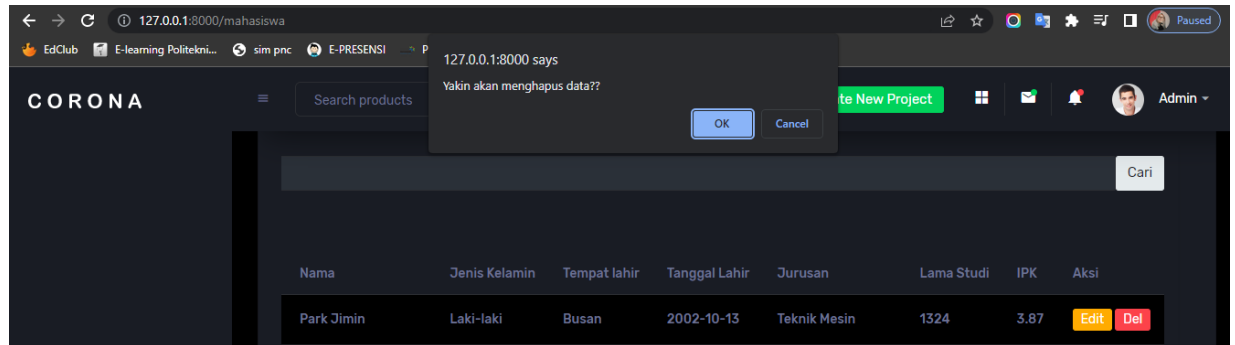 127.0.0.1:8000/mahasiswa
Paused
EdClub E-learning Politekni... sim pnc E-PRESENSI P
127.0.0.1:8000 says
Yakin akan menghapus data??
OK Cancel
CORONA Search products te New Project Admin
Cari
Nama Jenis Kelamin Tempat lahir Tanggal Lahir Jurusan Lama Studi IPK Aksi
Park Jimin Laki-laki Busan 2002-10-13 Teknik Mesin 1324 3.87 Edit Del